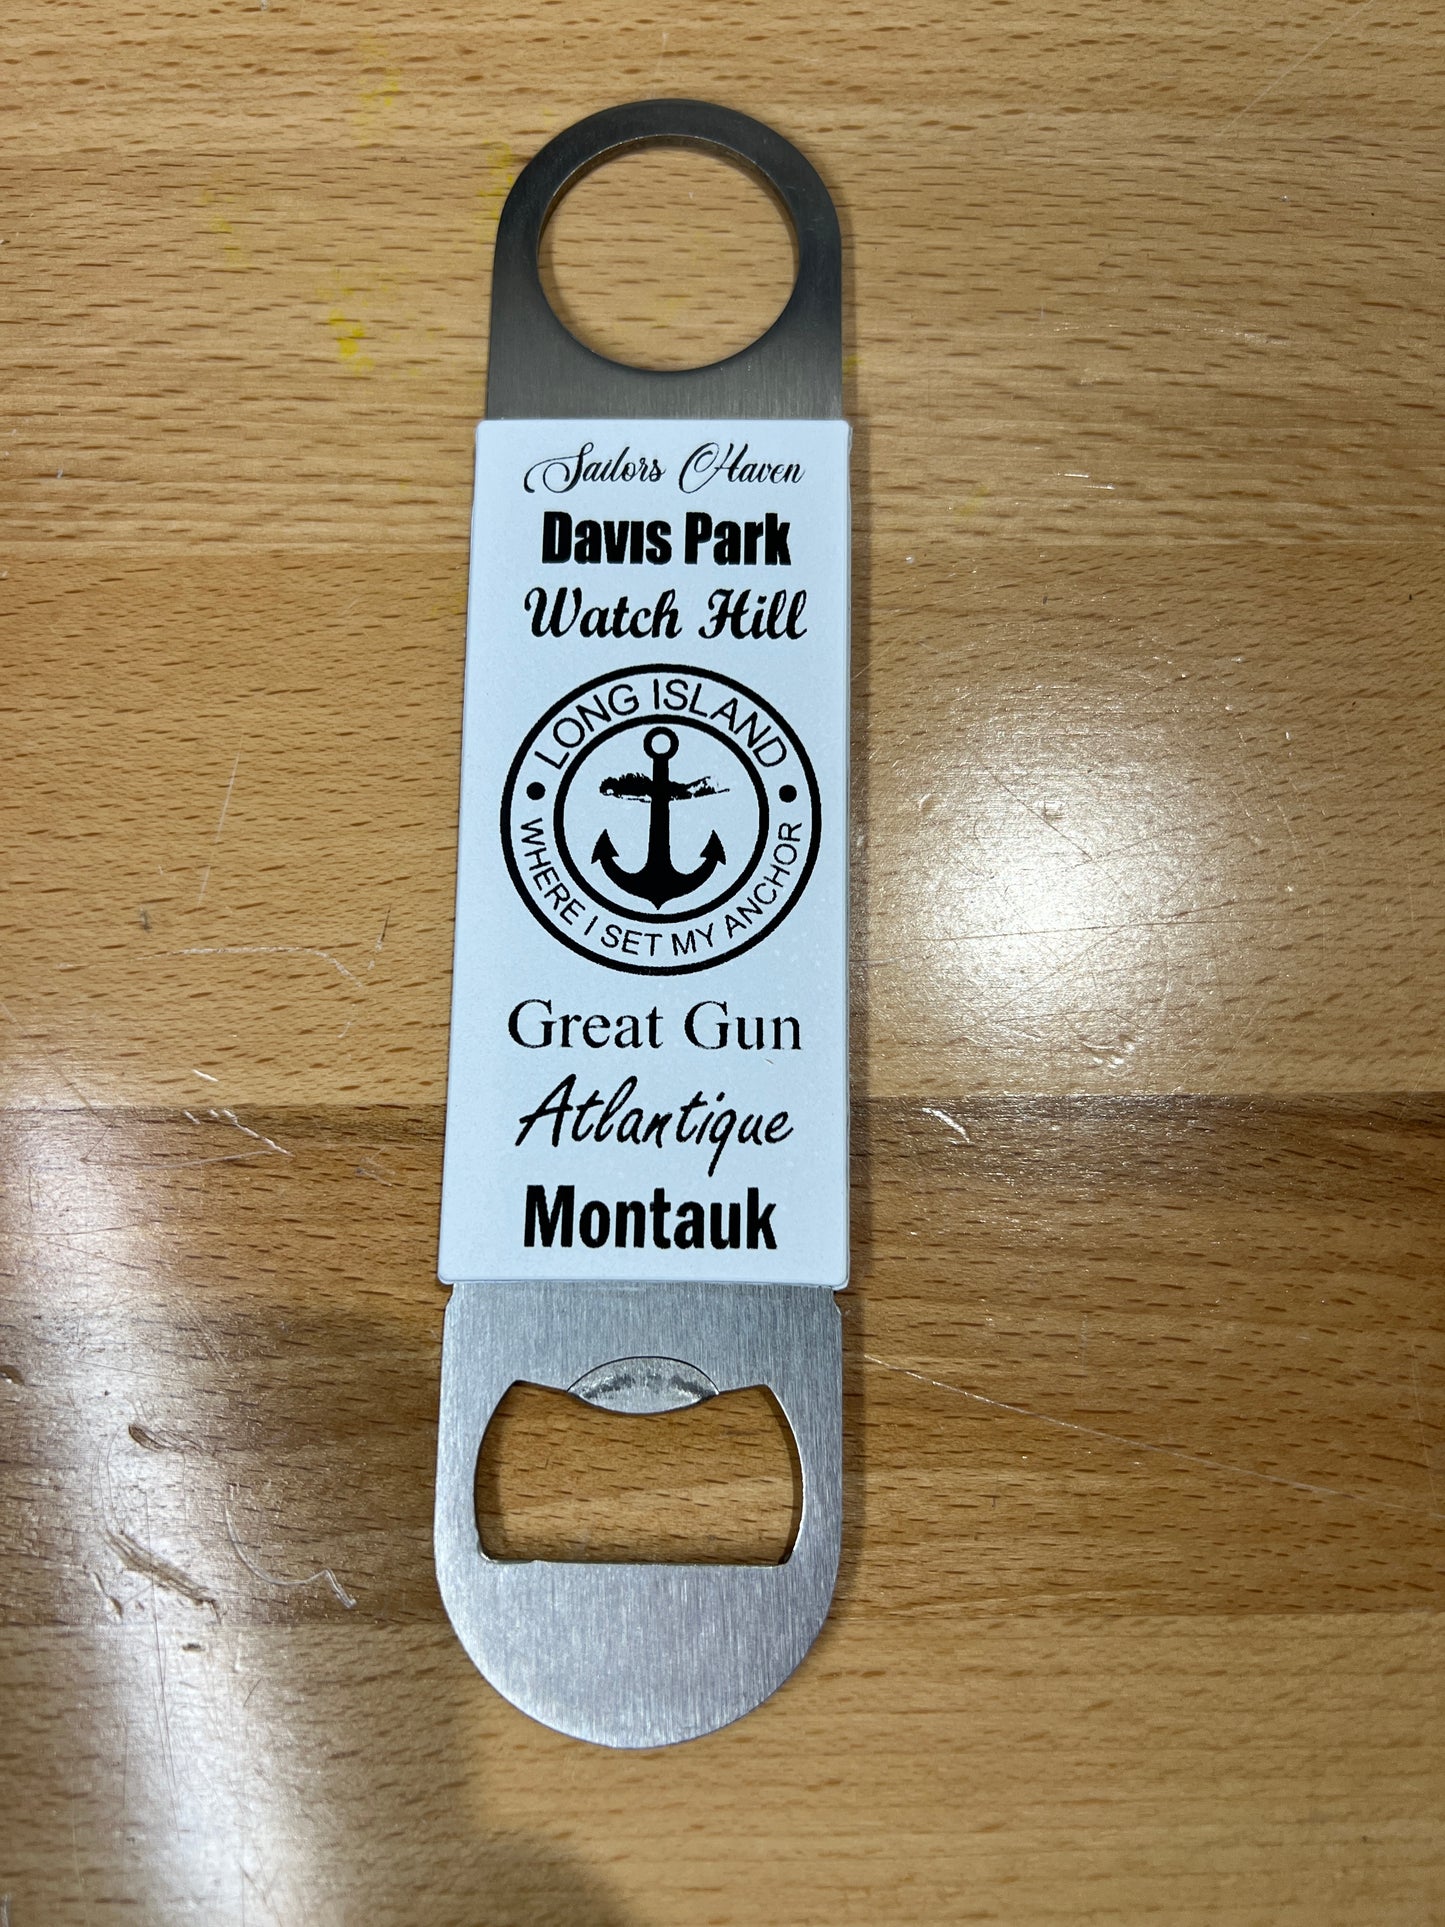 Sailors Haven
Davis Park
Watch Hill
LONG ISLAND
WHERE I SET MY ANCHOR
Great Gun
Atlantique
Montauk